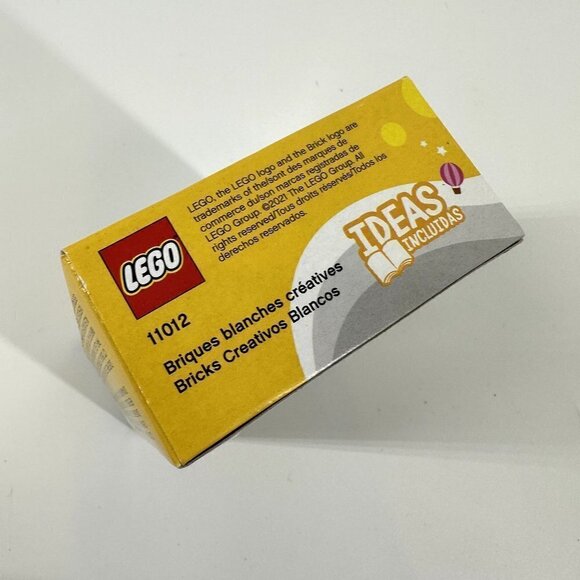 LEGO, the LEGO logo and the Brick logo are
trademarks of the/sont des marques de
commerce du/son marcas registradas de
LEGO Group. ©2021 The LEGO Group. All
rights reserved/Tous droits réservés/Todos los
derechos reservados.
LEGO
IDEAS
INCLUIDAS
11012
Briques blanches créatives
Bricks Creativos Blancos